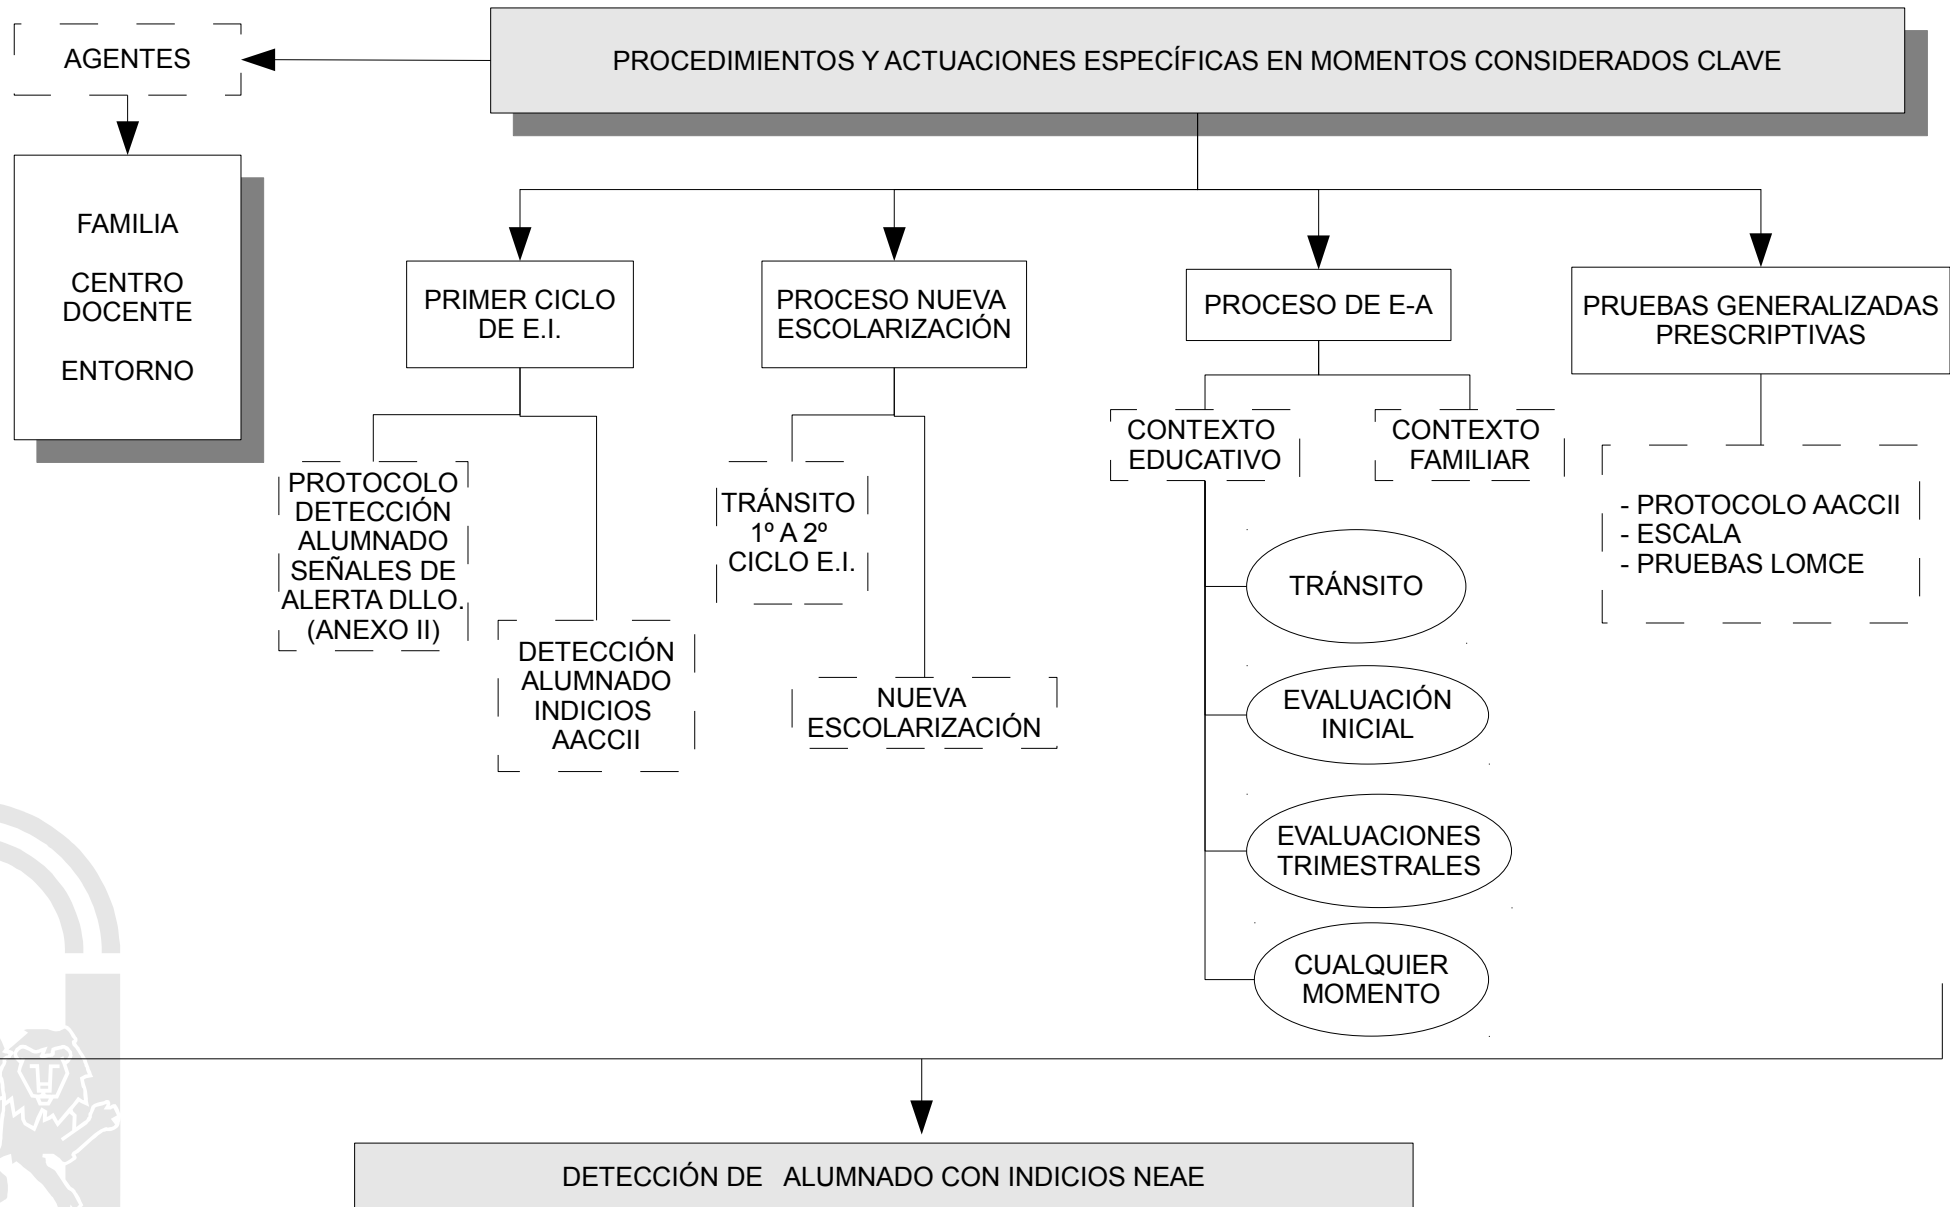 AGENTES
PROCEDIMIENTOS Y ACTUACIONES ESPECÍFICAS EN MOMENTOS CONSIDERADOS CLAVE
FAMILIA
CENTRO
DOCENTE
ENTORNO
PRIMER CICLO
DE E.I.
PROCESO NUEVA
ESCOLARIZACIÓN
PROCESO DE E-A
PRUEBAS GENERALIZADAS
PRESCRIPTIVAS
PROTOCOLO
DETECCIÓN
ALUMNADO
SEÑALES DE
ALERTA DLLO.
(ANEXO II)
DETECCIÓN
ALUMNADO
INDICIOS
AACCII
TRÁNSITO
1º A 2º
CICLO E.I.
NUEVA
ESCOLARIZACIÓN
CONTEXTO
EDUCATIVO
CONTEXTO
FAMILIAR
TRÁNSITO
EVALUACIÓN
INICIAL
EVALUACIONES
TRIMESTRALES
CUALQUIER
MOMENTO
- PROTOCOLO AACCII
- ESCALA
- PRUEBAS LOMCE
DETECCIÓN DE ALUMNADO CON INDICIOS NEAE